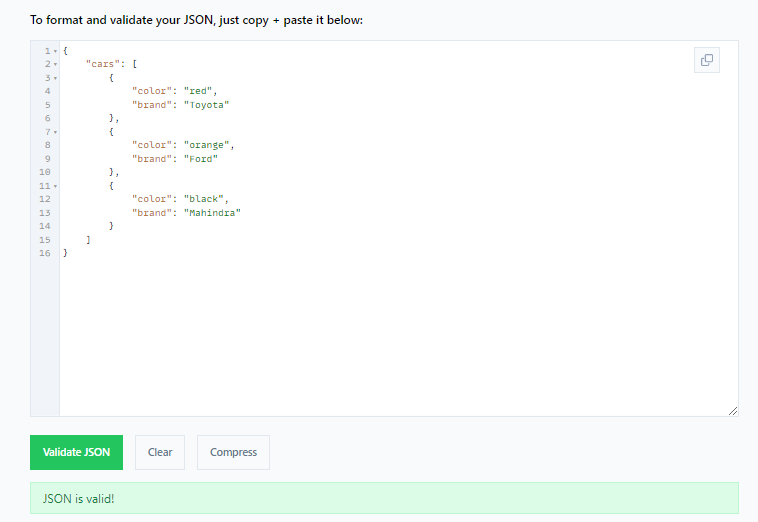 To format and validate your JSON, just copy + paste it below:
1 {
2     "cars": [
3         {
4             "color": "red",
5             "brand": "Toyota"
6         },
7         {
8             "color": "orange",
9             "brand": "Ford"
10         },
11         {
12             "color": "black",
13             "brand": "Mahindra"
14         }
15     ]
16 }
Validate JSON Clear Compress
JSON is valid!